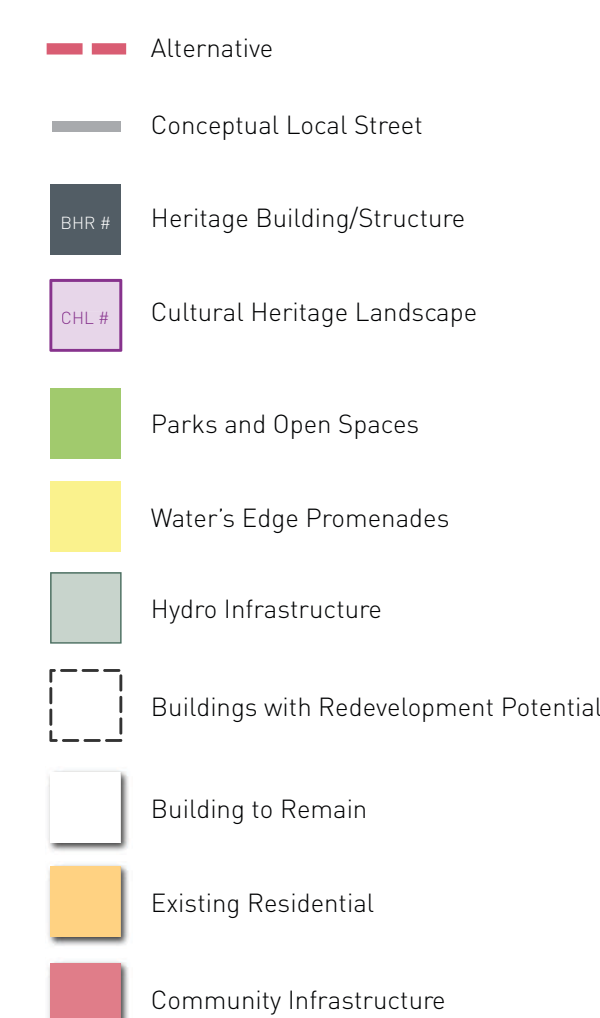 Alternative
Conceptual Local Street
BHR #
Heritage Building/Structure
CHL #
Cultural Heritage Landscape
Parks and Open Spaces
Water’s Edge Promenades
Hydro Infrastructure
Buildings with Redevelopment Potential
Building to Remain
Existing Residential
Community Infrastructure